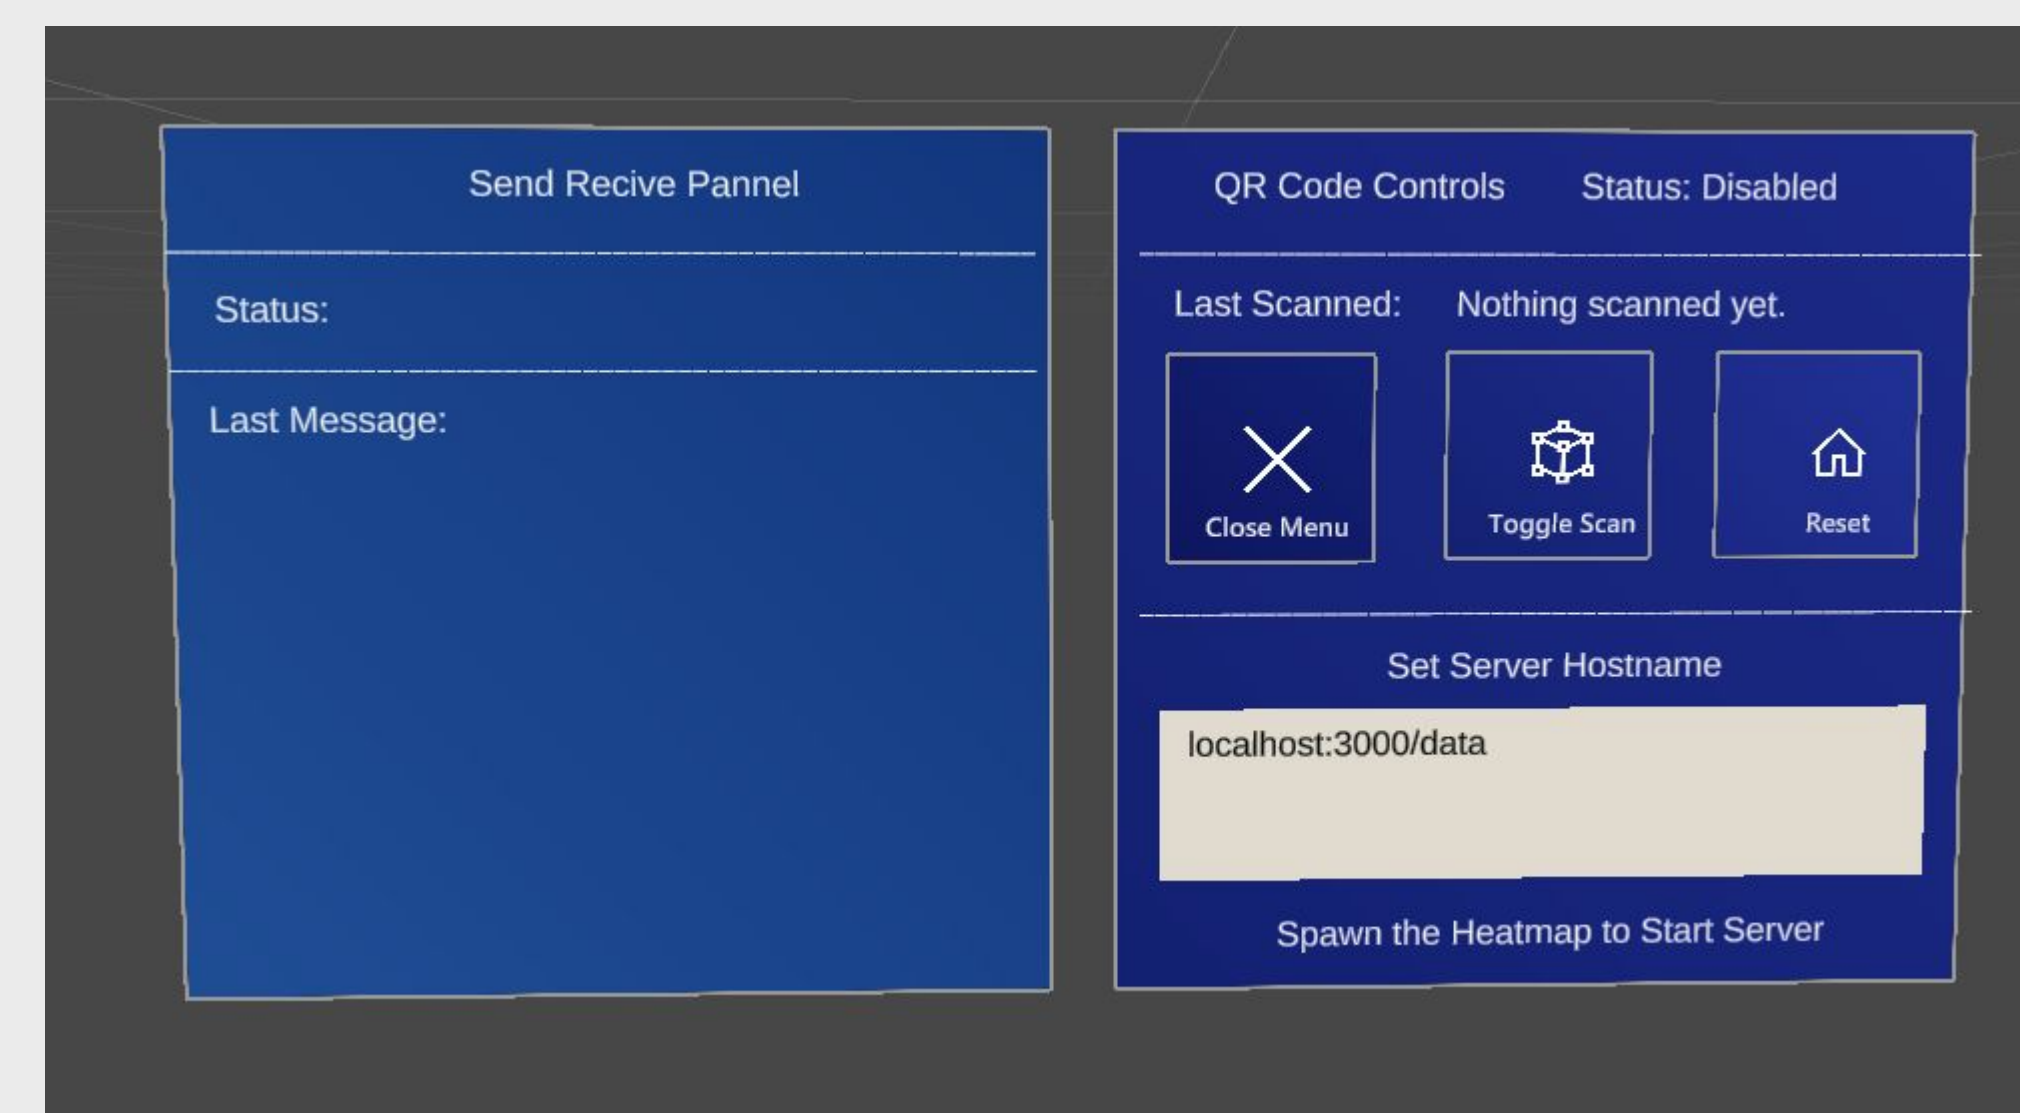 Send Recive Pannel
Status:
Last Message:
QR Code Controls Status: Disabled
Last Scanned: Nothing scanned yet.
Close Menu Toggle Scan Reset
Set Server Hostname
localhost:3000/data
Spawn the Heatmap to Start Server